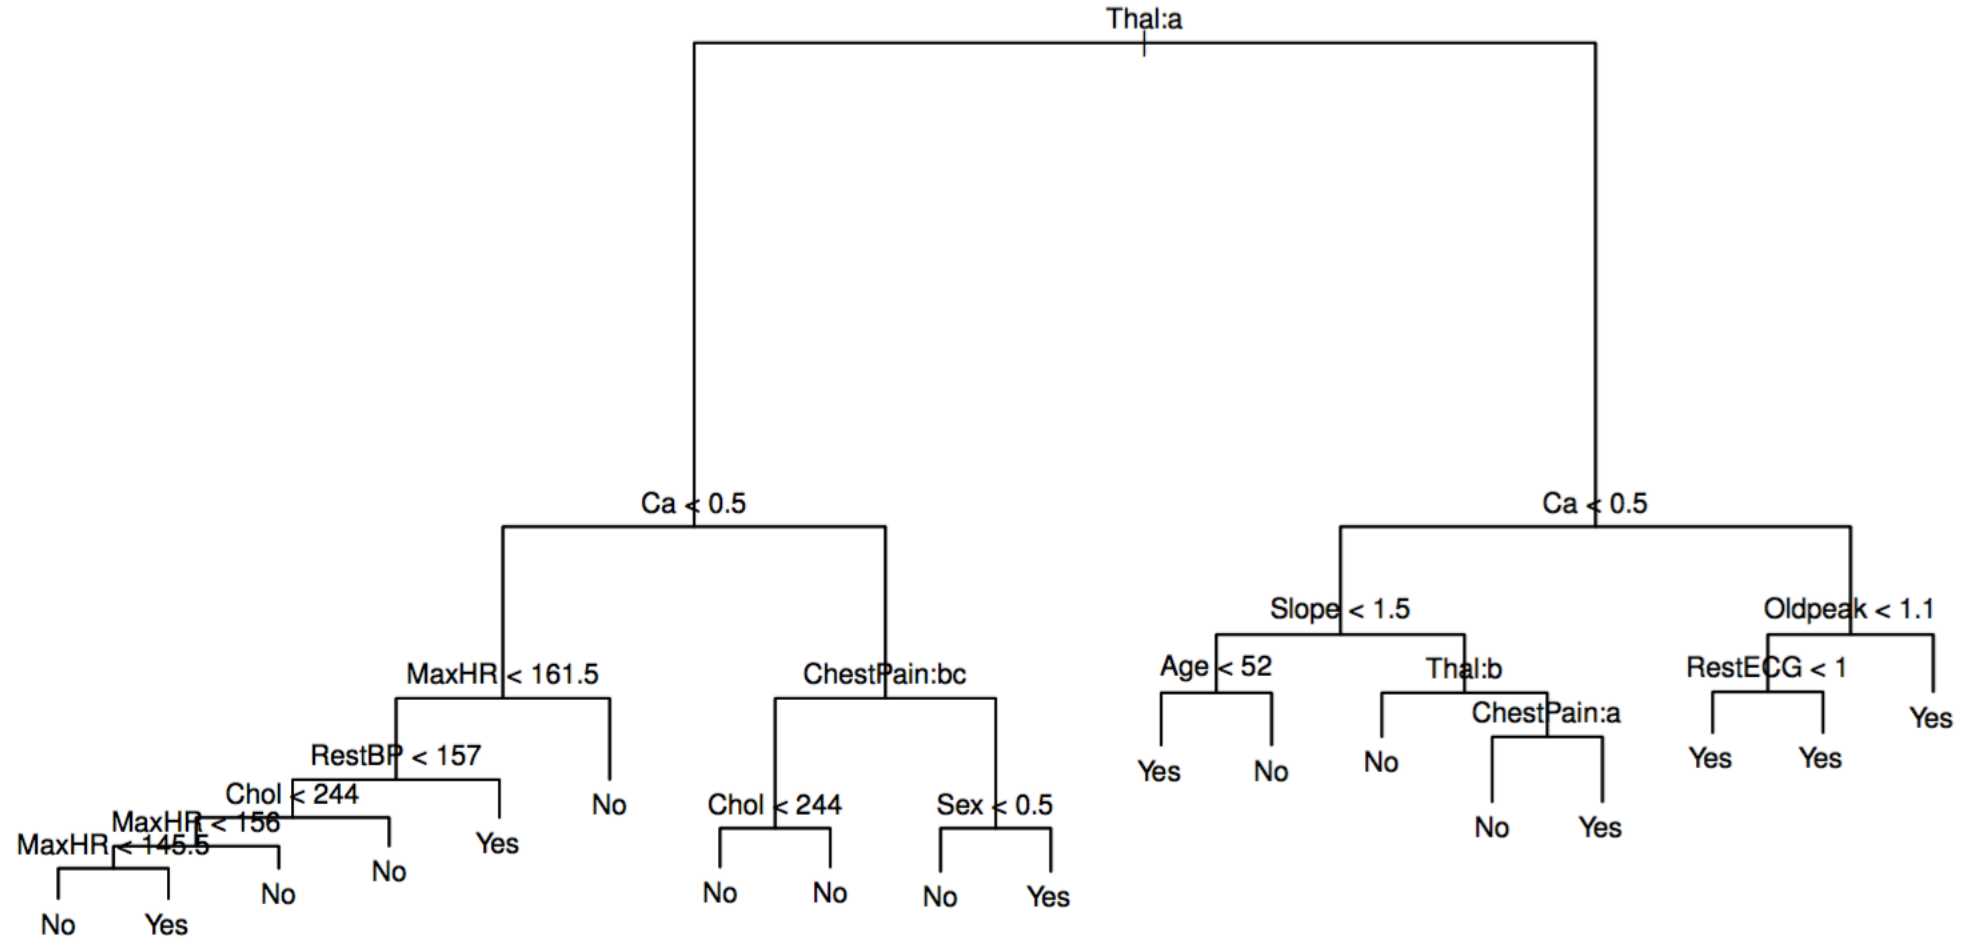 Thal:a
Ca < 0.5
Ca < 0.5
Slope < 1.5
Oldpeak < 1.1
MaxHR < 161.5
ChestPain:bc
Age < 52
Thal:b
RestECG < 1
ChestPain:a
Yes
RestBP < 157
Yes
Yes
No
Yes
No
Chol < 244
No
Chol < 244
Sex < 0.5
MaxHR < 156
No
Yes
MaxHR < 145.5
Yes
No
No
No
No
No
Yes
No
Yes